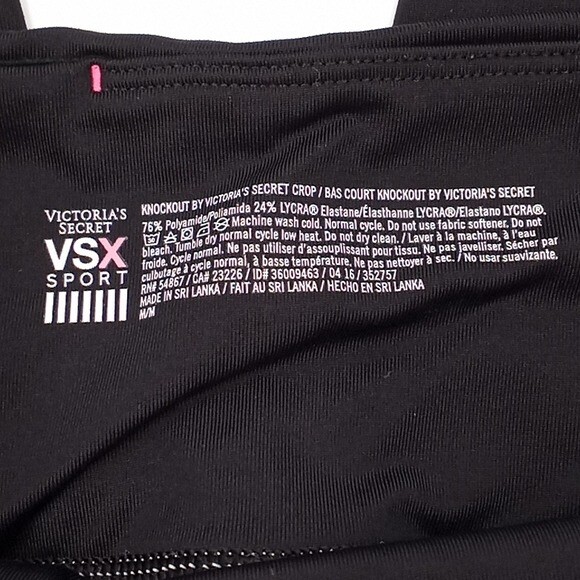 VICTORIA'S
SECRET
VSX
SPORT
KNOCKOUT BY VICTORIA'S SECRET CROP / BAS COURT KNOCKOUT BY VICTORIA'S SECRET
76% Polyamide/Poliamida 24% LYCRA® Elastane/Élasthanne LYCRA®/Elastano LYCRA®.
Machine wash cold. Normal cycle. Do not use fabric softener. Do not
bleach. Tumble dry normal cycle low heat. Do not dry clean. / Laver à la machine, à l'eau
froide. Cycle normal. Ne pas utiliser d'assouplissant pour tissu. Ne pas javelliser. Sécher par
culbutage à cycle normal, à basse température. Ne pas nettoyer à sec. / No usar suavizante.
RN# 54867 / CA# 23226 / ID# 36009463 / 04 16 / 352757
MADE IN SRI LANKA / FAIT AU SRI LANKA / HECHO EN SRI LANKA
M/M